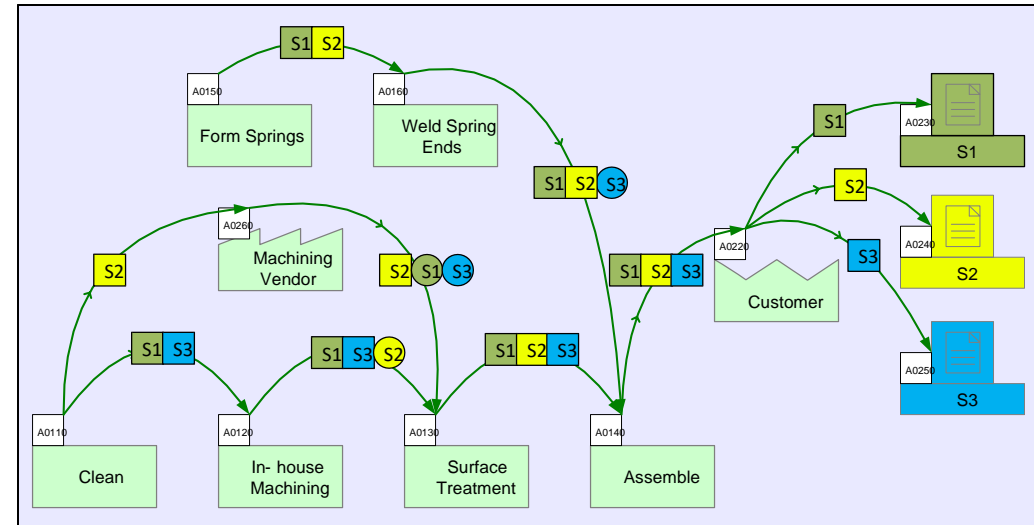 S1 S2
A0150
Form Springs
A0160
Weld Spring
Ends
S1 S2 S3
S1
A0230
S1
S2
A0240
S2
S3
A0250
S3
A0220
Customer
S1 S2 S3
A0260
Machining
Vendor
S2
S2 S1 S3
S1 S3
S1 S3 S2
S1 S2 S3
A0110
Clean
A0120
In- house
Machining
A0130
Surface
Treatment
A0140
Assemble